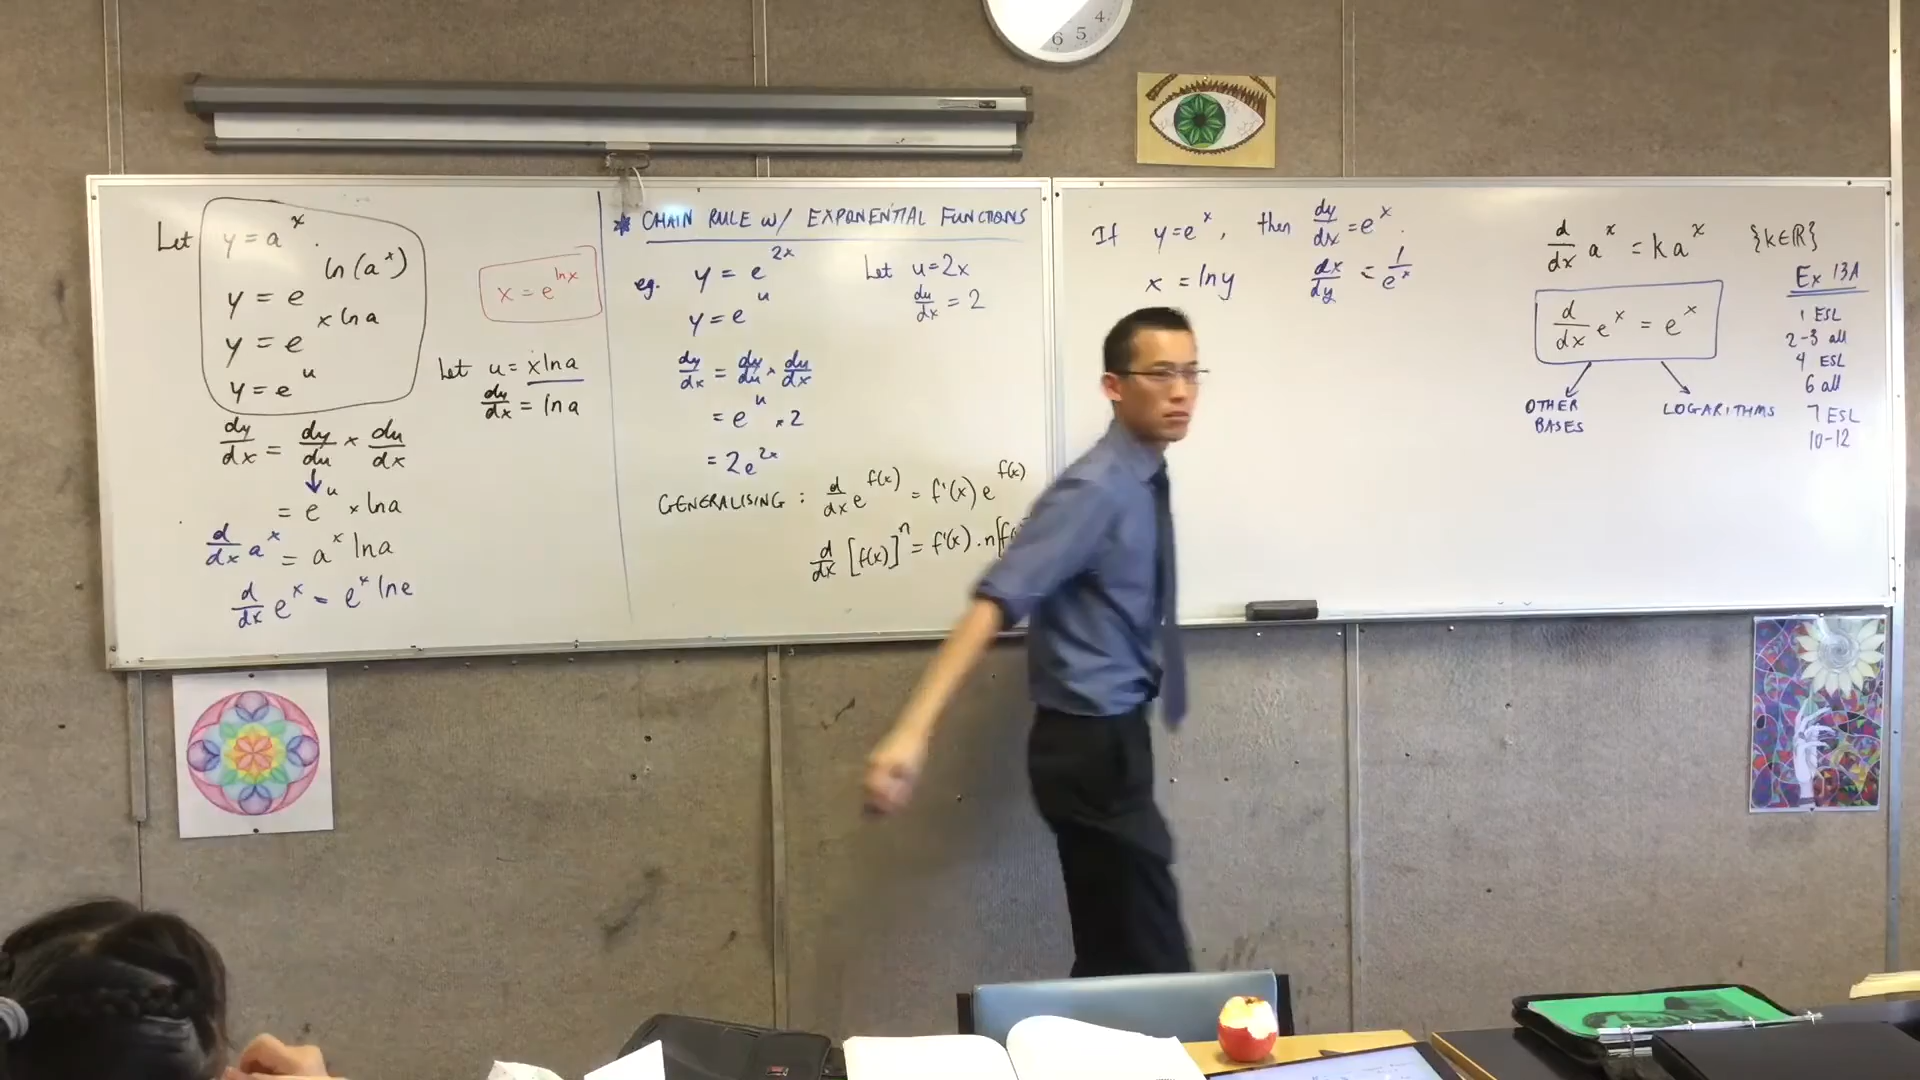 Let y = a^x
y = e^ln(a^x)
y = e^x ln a
y = e^u
x = e^ln x
Let u = x ln a
du/dx = ln a
dy/dx = dy/du × du/dx
= e^u × ln a
d/dx a^x = a^x ln a
d/dx e^x = e^x ln e
* CHAIN RULE W/ EXPONENTIAL FUNCTIONS
eg. y = e^2x
Let u = 2x
du/dx = 2
y = e^u
dy/dx = dy/du × du/dx
= e^u × 2
= 2e^2x
GENERALISING : d/dx e^f(x) = f'(x) e^f(x)
d/dx [f(x)]^n = f'(x) . n[f(x)
If y = e^x, then dy/dx = e^x.
x = ln y
dx/dy = 1/e^x
d/dx a^x = k a^x {k∈ℝ}
d/dx e^x = e^x
OTHER
BASES
LOGARITHMS
Ex 13A
1 ESL
2-3 all
4 ESL
6 all
7 ESL
10-12
4
5
6